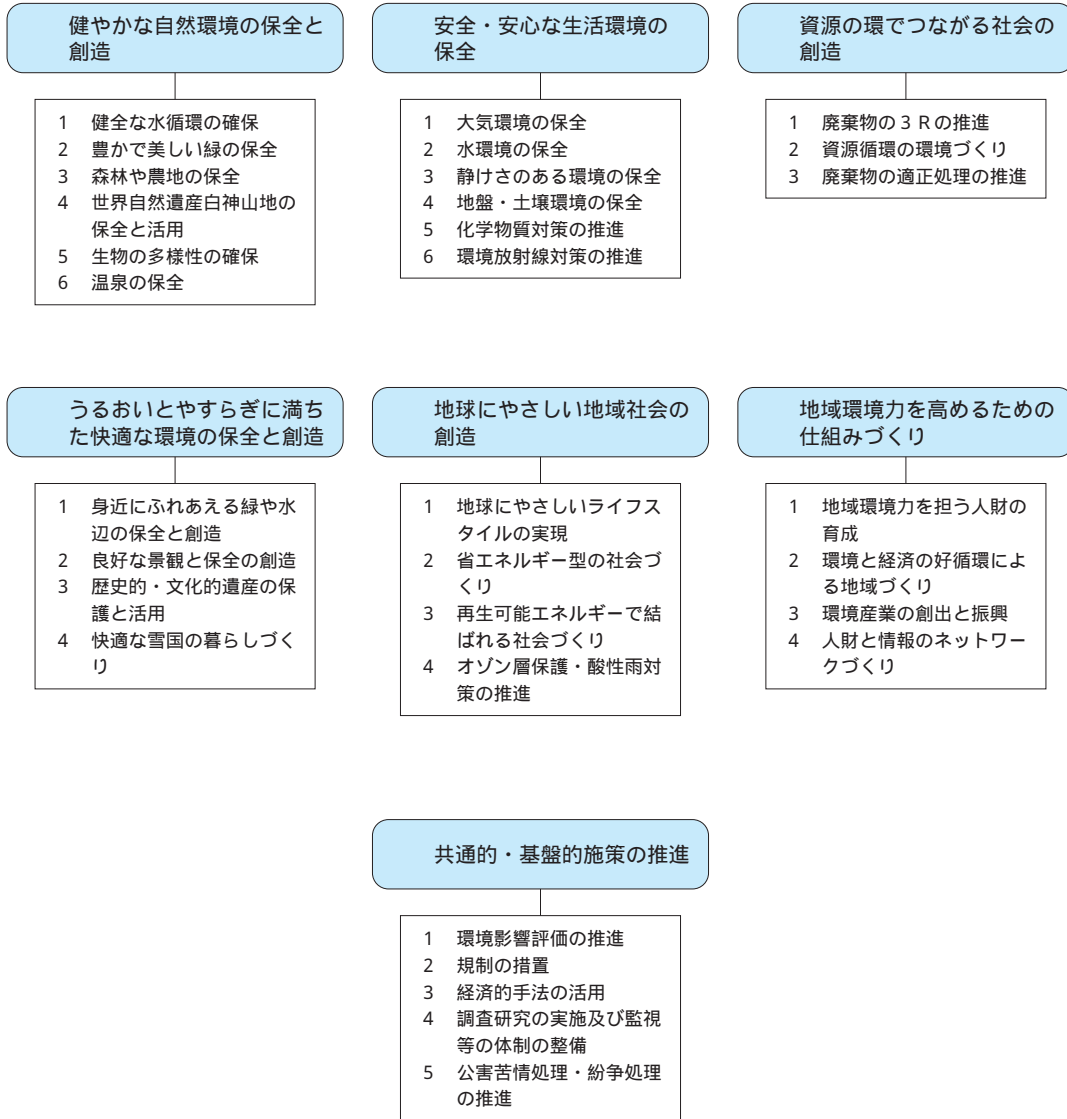 健やかな自然環境の保全と
創造
1 健全な水循環の確保
2 豊かで美しい緑の保全
3 森林や農地の保全
4 世界自然遺産白神山地の
保全と活用
5 生物の多様性の確保
6 温泉の保全
安全・安心な生活環境の
保全
1 大気環境の保全
2 水環境の保全
3 静けさのある環境の保全
4 地盤・土壌環境の保全
5 化学物質対策の推進
6 環境放射線対策の推進
資源の環でつながる社会の
創造
1 廃棄物の３Ｒの推進
2 資源循環の環境づくり
3 廃棄物の適正処理の推進
うるおいとやすらぎに満ち
た快適な環境の保全と創造
1 身近にふれあえる緑や水
辺の保全と創造
2 良好な景観と保全の創造
3 歴史的・文化的遺産の保
護と活用
4 快適な雪国の暮らしづく
り
地球にやさしい地域社会の
創造
1 地球にやさしいライフス
タイルの実現
2 省エネルギー型の社会づ
くり
3 再生可能エネルギーで結
ばれる社会づくり
4 オゾン層保護・酸性雨対
策の推進
地域環境力を高めるための
仕組みづくり
1 地域環境力を担う人財の
育成
2 環境と経済の好循環によ
る地域づくり
3 環境産業の創出と振興
4 人財と情報のネットワー
クづくり
共通的・基盤的施策の推進
1 環境影響評価の推進
2 規制の措置
3 経済的手法の活用
4 調査研究の実施及び監視
等の体制の整備
5 公害苦情処理・紛争処理
の推進